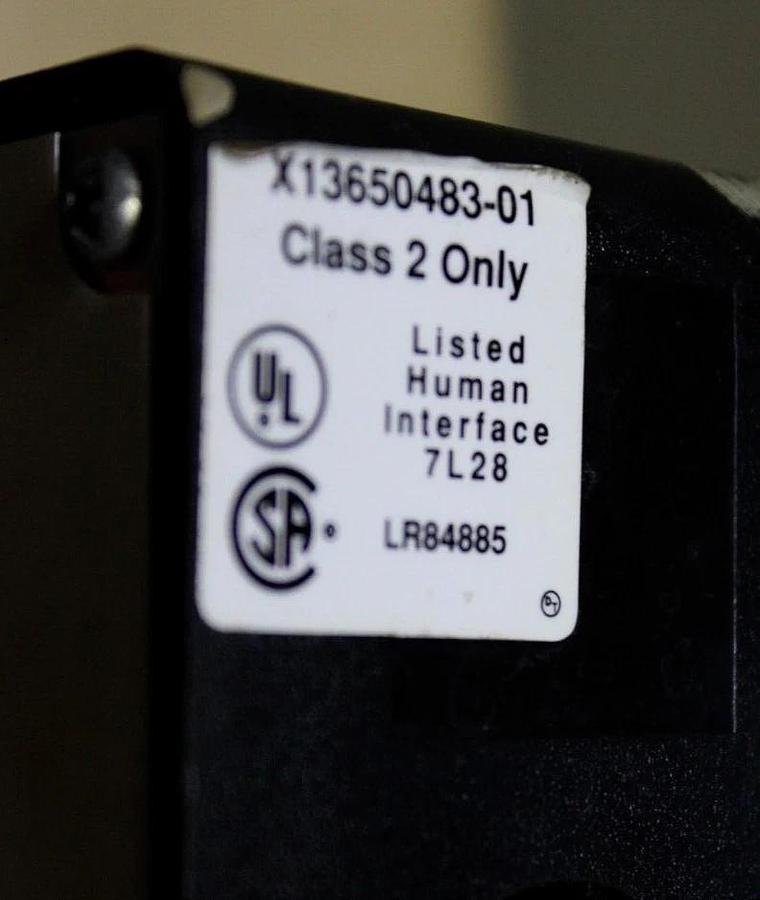 X13650483-01
Class 2 Only
UL
Listed
Human
Interface
7L28
SA
LR84885